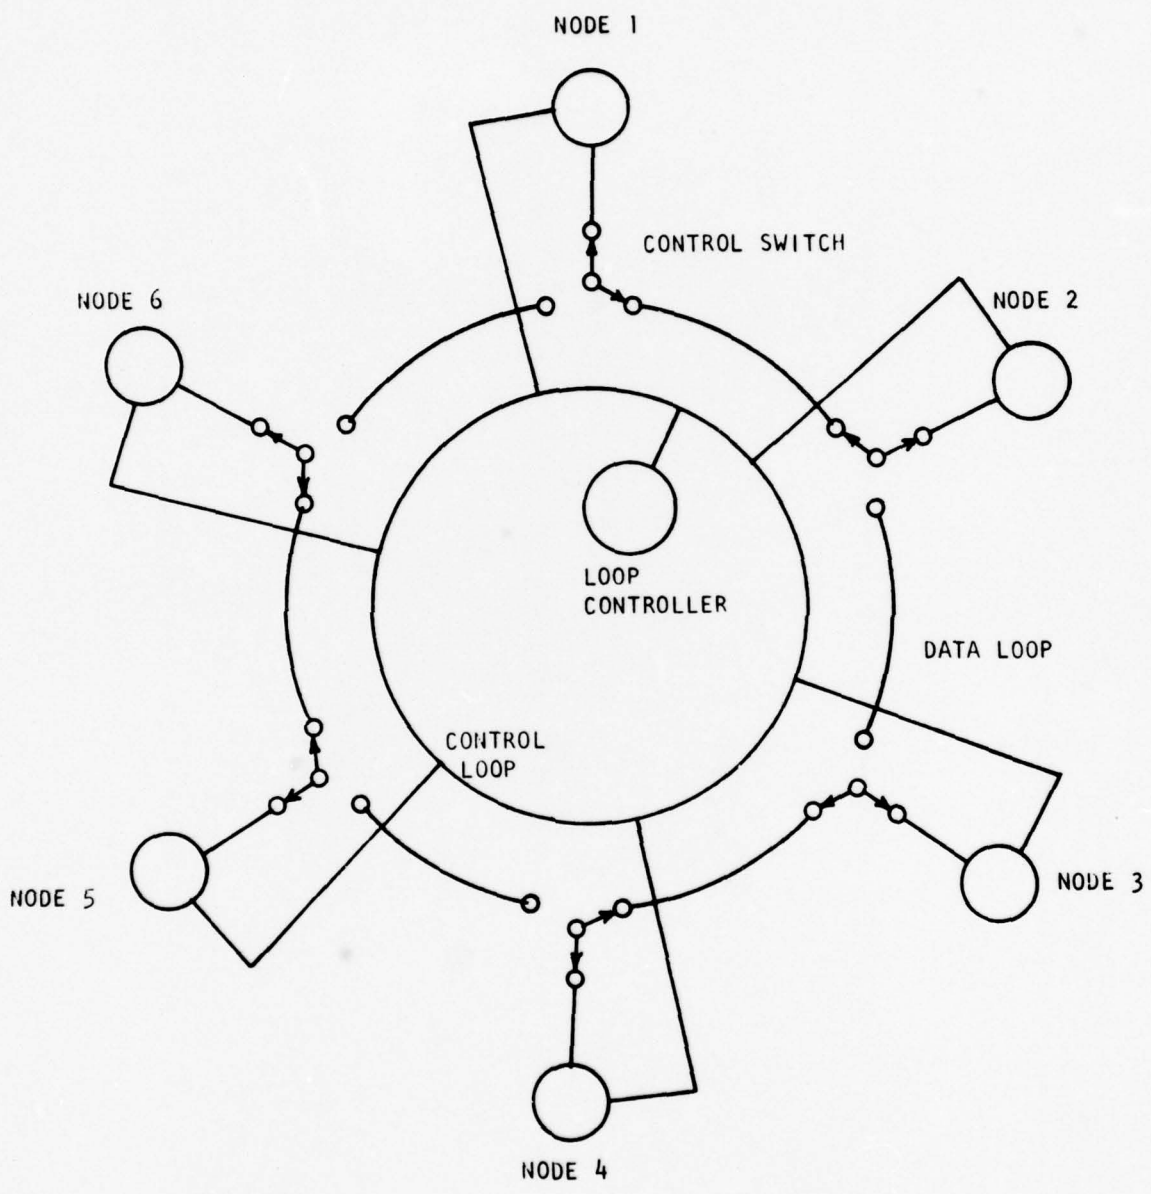 NODE 1
CONTROL SWITCH
NODE 6
NODE 2
LOOP
CONTROLLER
DATA LOOP
CONTROL
LOOP
NODE 5
NODE 3
NODE 4